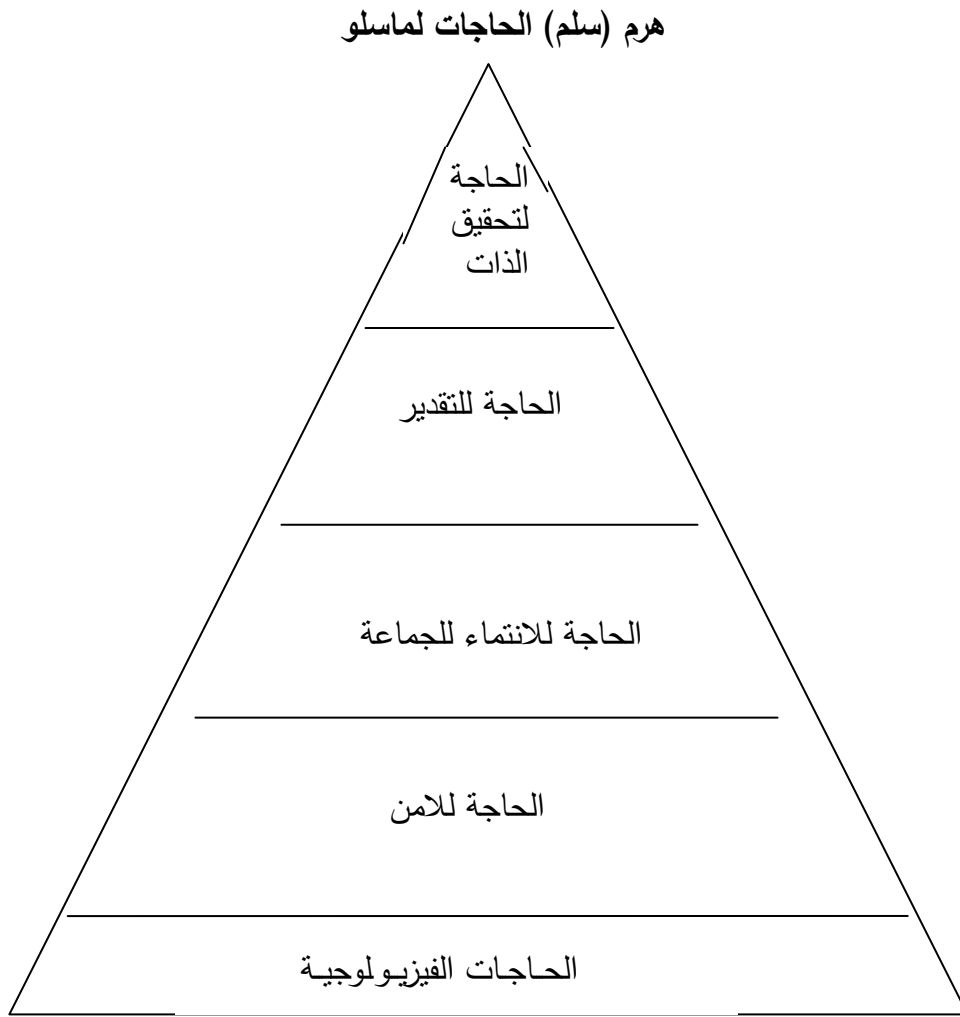 هرم (سلم) الحاجات لماسلو
الحاجة
لتحقيق
الذات
الحاجة للتقدير
الحاجة للانتماء للجماعة
الحاجة للامن
الحاجات الفيزيولوجية